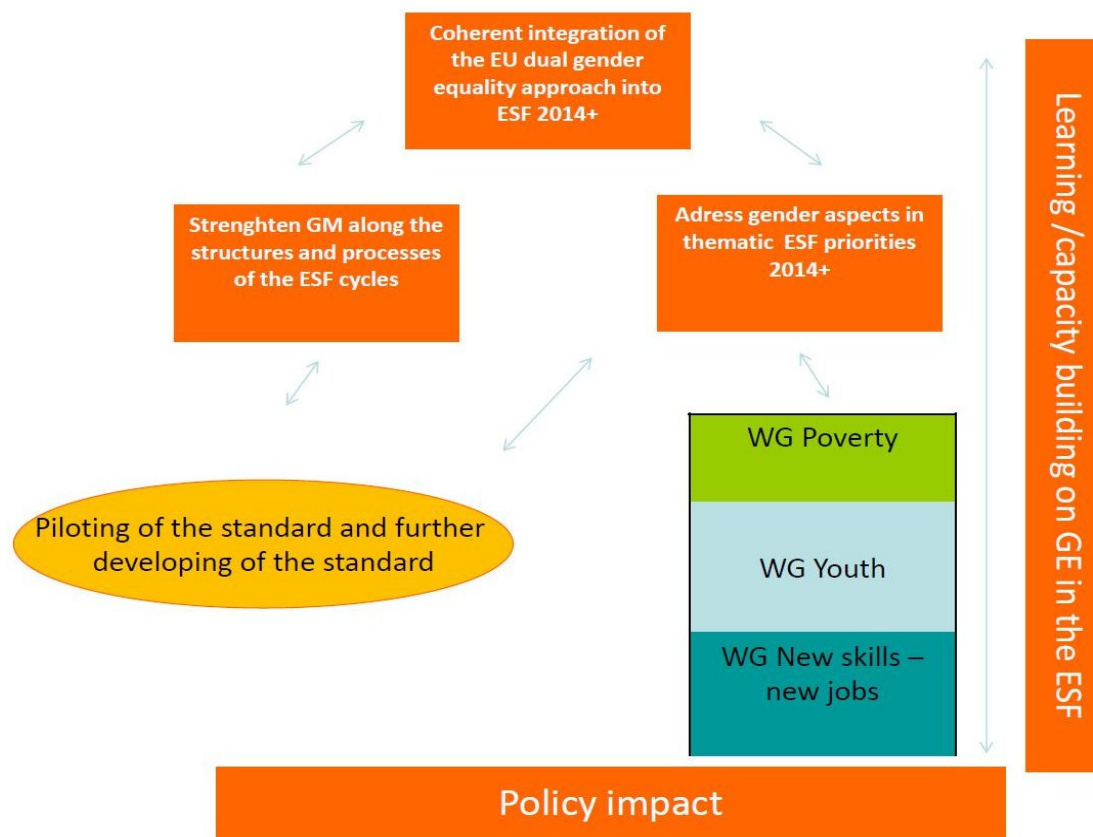 Coherent integration of
the EU dual gender
equality approach into
ESF 2014+
Strenghten GM along the
structures and processes
of the ESF cycles
Adress gender aspects in
thematic ESF priorities
2014+
Piloting of the standard and further
developing of the standard
WG Poverty
WG Youth
WG New skills –
new jobs
Policy impact
Learning /capacity building on GE in the ESF